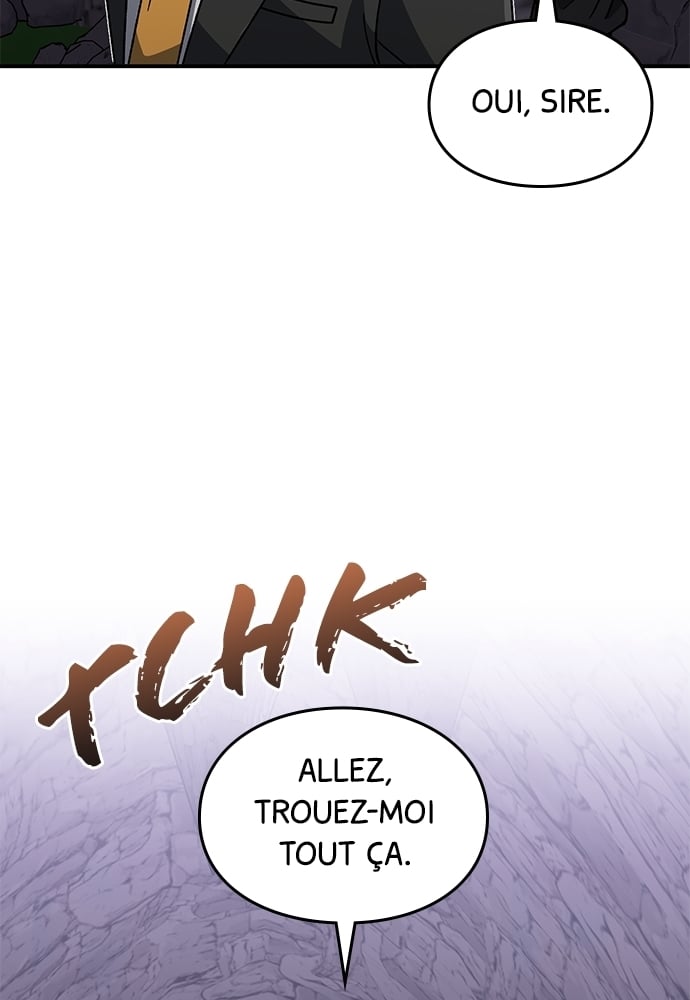 OUI, SIRE.
TCHK
ALLEZ,
TROUEZ-MOI
TOUT ÇA.